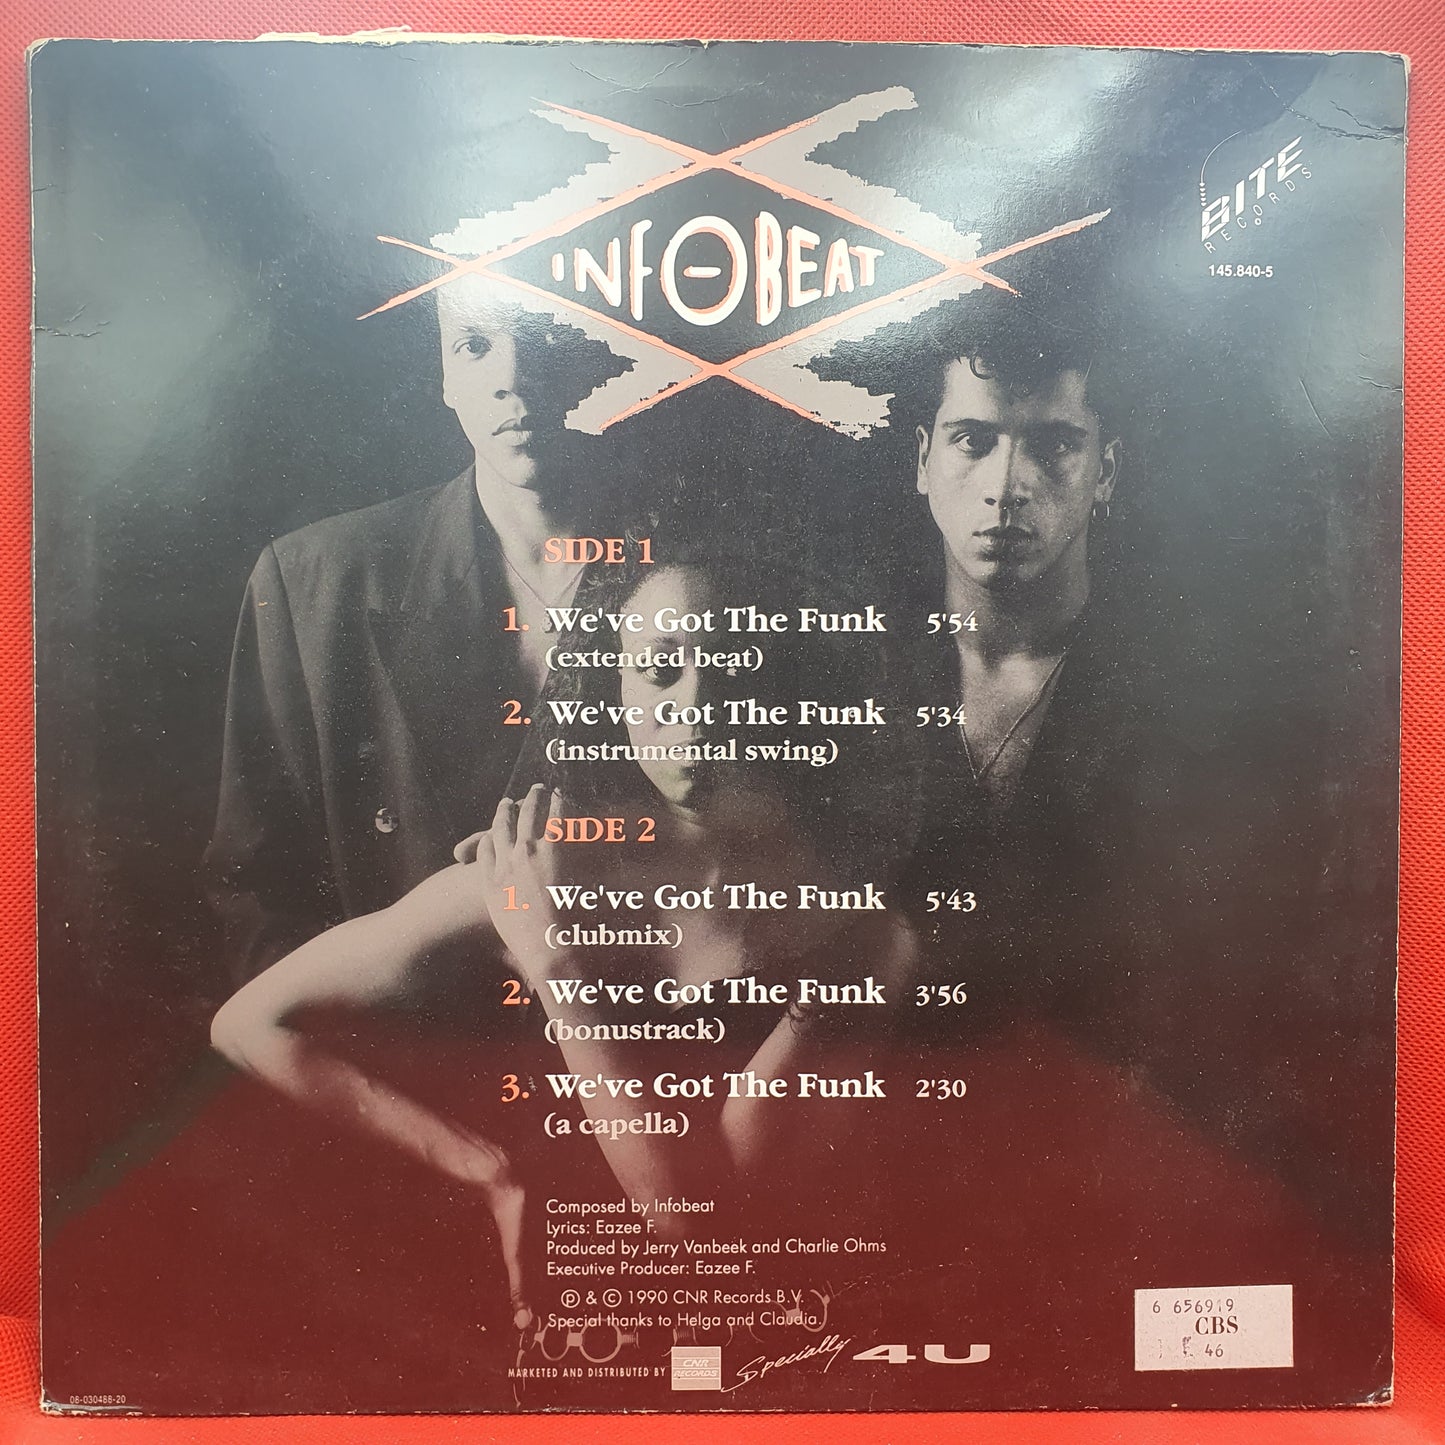 INFOBEAT
BITE
RECORDS
145.840-5
SIDE 1
1. We've Got The Funk 5'54
(extended beat)
2. We've Got The Funk 5'34
(instrumental swing)
SIDE 2
1. We've Got The Funk 5'43
(clubmix)
2. We've Got The Funk 3'56
(bonustrack)
3. We've Got The Funk 2'30
(a capella)
Composed by Infobeat
Lyrics: Eazee F.
Produced by Jerry Vanbeek and Charlie Ohms
Executive Producer: Eazee F.
℗ & © 1990 CNR Records B.V.
Special thanks to Helga and Claudia.
MARKETED AND DISTRIBUTED BY CNR RECORDS Specially 4U
6 656919
CBS
46
08-030488-20